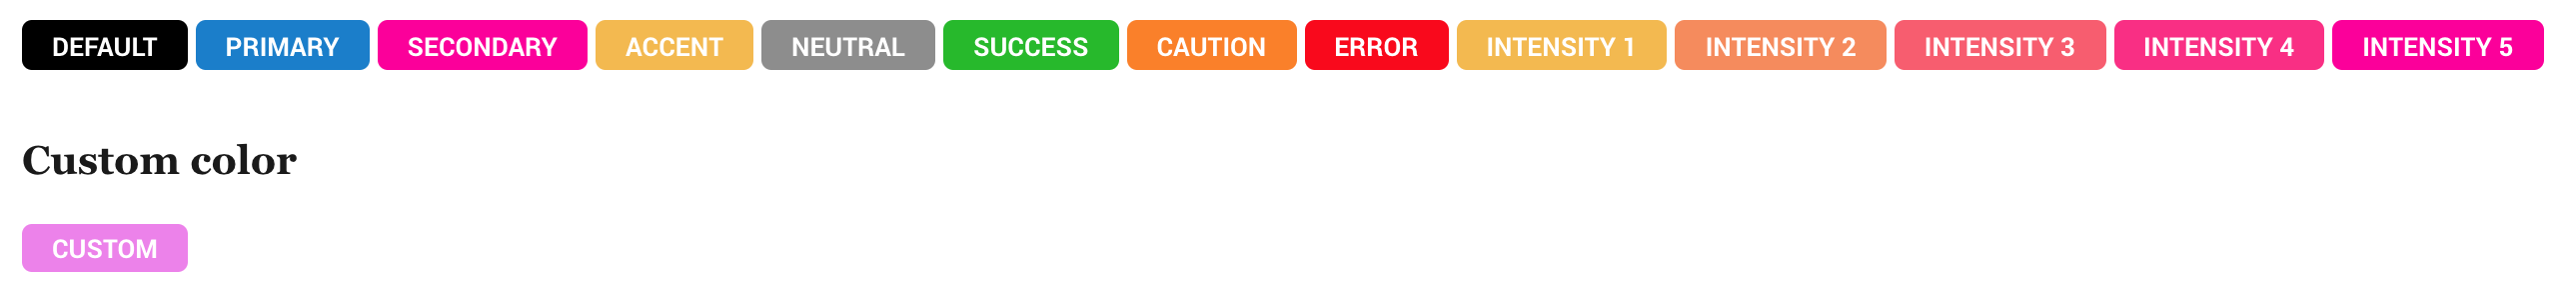 DEFAULT PRIMARY SECONDARY ACCENT NEUTRAL SUCCESS CAUTION ERROR INTENSITY 1 INTENSITY 2 INTENSITY 3 INTENSITY 4 INTENSITY 5
Custom color
CUSTOM